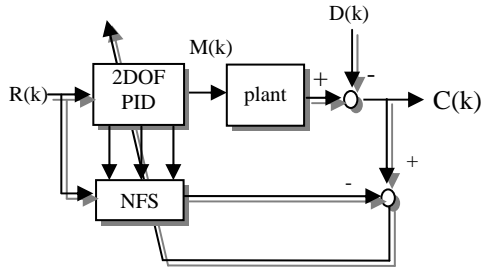 D(k)
M(k)
R(k)
2DOF
PID
plant
+
-
C(k)
+
-
NFS